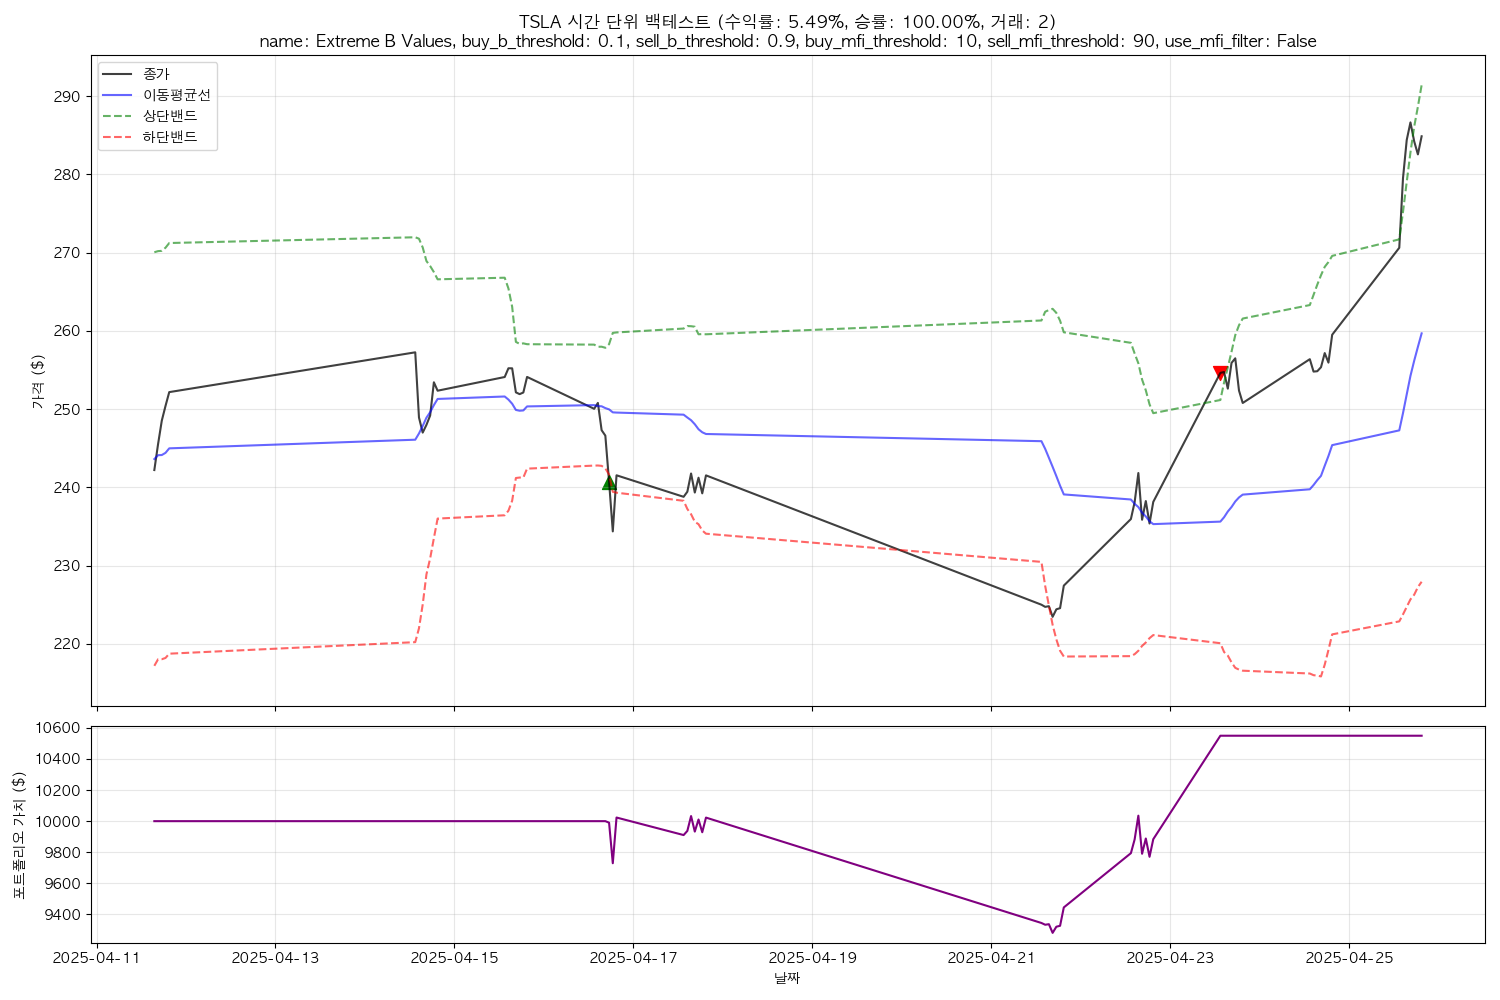 TSLA 시간 단위 백테스트 (수익률: 5.49%, 승률: 100.00%, 거래: 2)
name: Extreme B Values, buy_b_threshold: 0.1, sell_b_threshold: 0.9, buy_mfi_threshold: 10, sell_mfi_threshold: 90, use_mfi_filter: False
종가
이동평균선
상단밴드
하단밴드
290
280
270
260
250
240
230
220
가격 ($)
10600
10400
10200
10000
9800
9600
9400
포트폴리오 가치 ($)
2025-04-11
2025-04-13
2025-04-15
2025-04-17
2025-04-19
2025-04-21
2025-04-23
2025-04-25
날짜